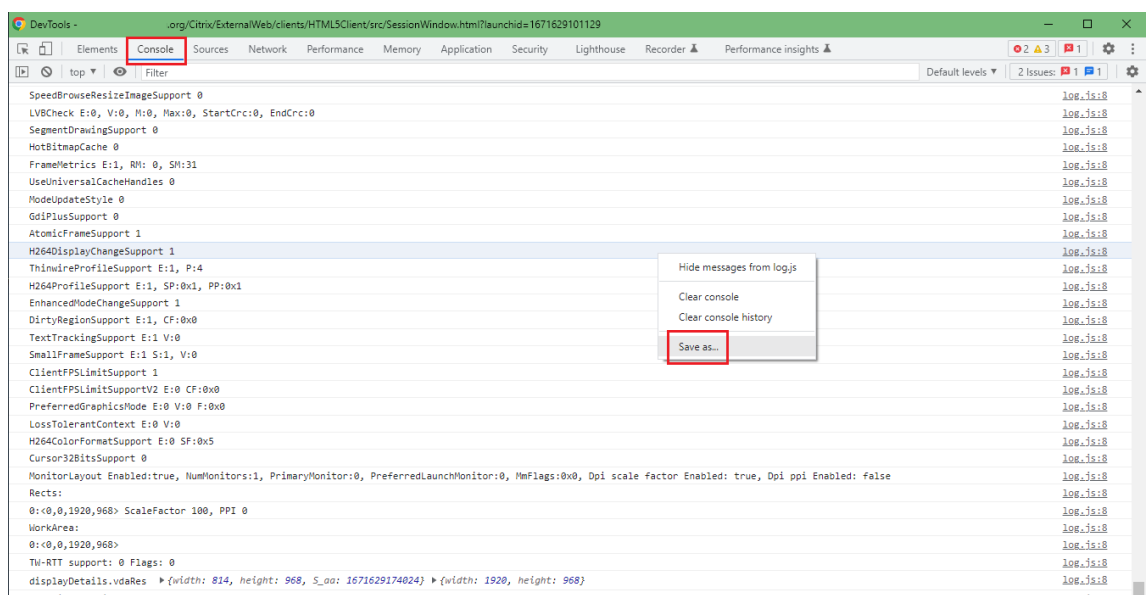 DevTools - .org/Citrix/ExternalWeb/clients/HTML5Client/src/SessionWindow.html?launchid=1671629101129
Elements Console Sources Network Performance Memory Application Security Lighthouse Recorder Performance insights 2 3 1
top Filter Default levels 2 Issues: 1 1
SpeedBrowseResizeImageSupport 0 log.js:8
LVBCheck E:0, V:0, M:0, Max:0, StartCrc:0, EndCrc:0 log.js:8
SegmentDrawingSupport 0 log.js:8
HotBitmapCache 0 log.js:8
FrameMetrics E:1, RM: 0, SM:31 log.js:8
UseUniversalCacheHandles 0 log.js:8
ModeUpdateStyle 0 log.js:8
GdiPlusSupport 0 log.js:8
AtomicFrameSupport 1 log.js:8
H264DisplayChangeSupport 1 log.js:8
ThinwireProfileSupport E:1, P:4 log.js:8
H264ProfileSupport E:1, SP:0x1, PP:0x1 log.js:8
EnhancedModeChangeSupport 1 log.js:8
DirtyRegionSupport E:1, CF:0x0 log.js:8
TextTrackingSupport E:1 V:0 log.js:8
SmallFrameSupport E:1 S:1, V:0 log.js:8
ClientFPSLimitSupport 1 log.js:8
ClientFPSLimitSupportV2 E:0 CF:0x0 log.js:8
PreferredGraphicsMode E:0 V:0 F:0x0 log.js:8
LossTolerantContext E:0 V:0 log.js:8
H264ColorFormatSupport E:0 SF:0x5 log.js:8
Cursor32BitsSupport 0 log.js:8
MonitorLayout Enabled:true, NumMonitors:1, PrimaryMonitor:0, PreferredLaunchMonitor:0, MmFlags:0x0, Dpi scale factor Enabled: true, Dpi ppi Enabled: false log.js:8
Rects: log.js:8
0:<0,0,1920,968> ScaleFactor 100, PPI 0 log.js:8
WorkArea: log.js:8
0:<0,0,1920,968> log.js:8
TW-RTT support: 0 Flags: 0 log.js:8
displayDetails.vdaRes {width: 814, height: 968, S_aa: 1671629174024} {width: 1920, height: 968} log.js:8
Hide messages from log.js
Clear console
Clear console history
Save as...